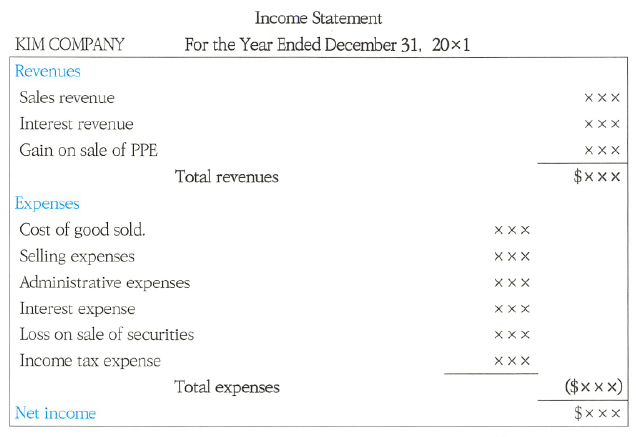 Income Statement
KIM COMPANY For the Year Ended December 31, 20×1
Revenues
Sales revenue ×××
Interest revenue ×××
Gain on sale of PPE ×××
Total revenues $×××
Expenses
Cost of good sold. ×××
Selling expenses ×××
Administrative expenses ×××
Interest expense ×××
Loss on sale of securities ×××
Income tax expense ×××
Total expenses ($×××)
Net income $×××